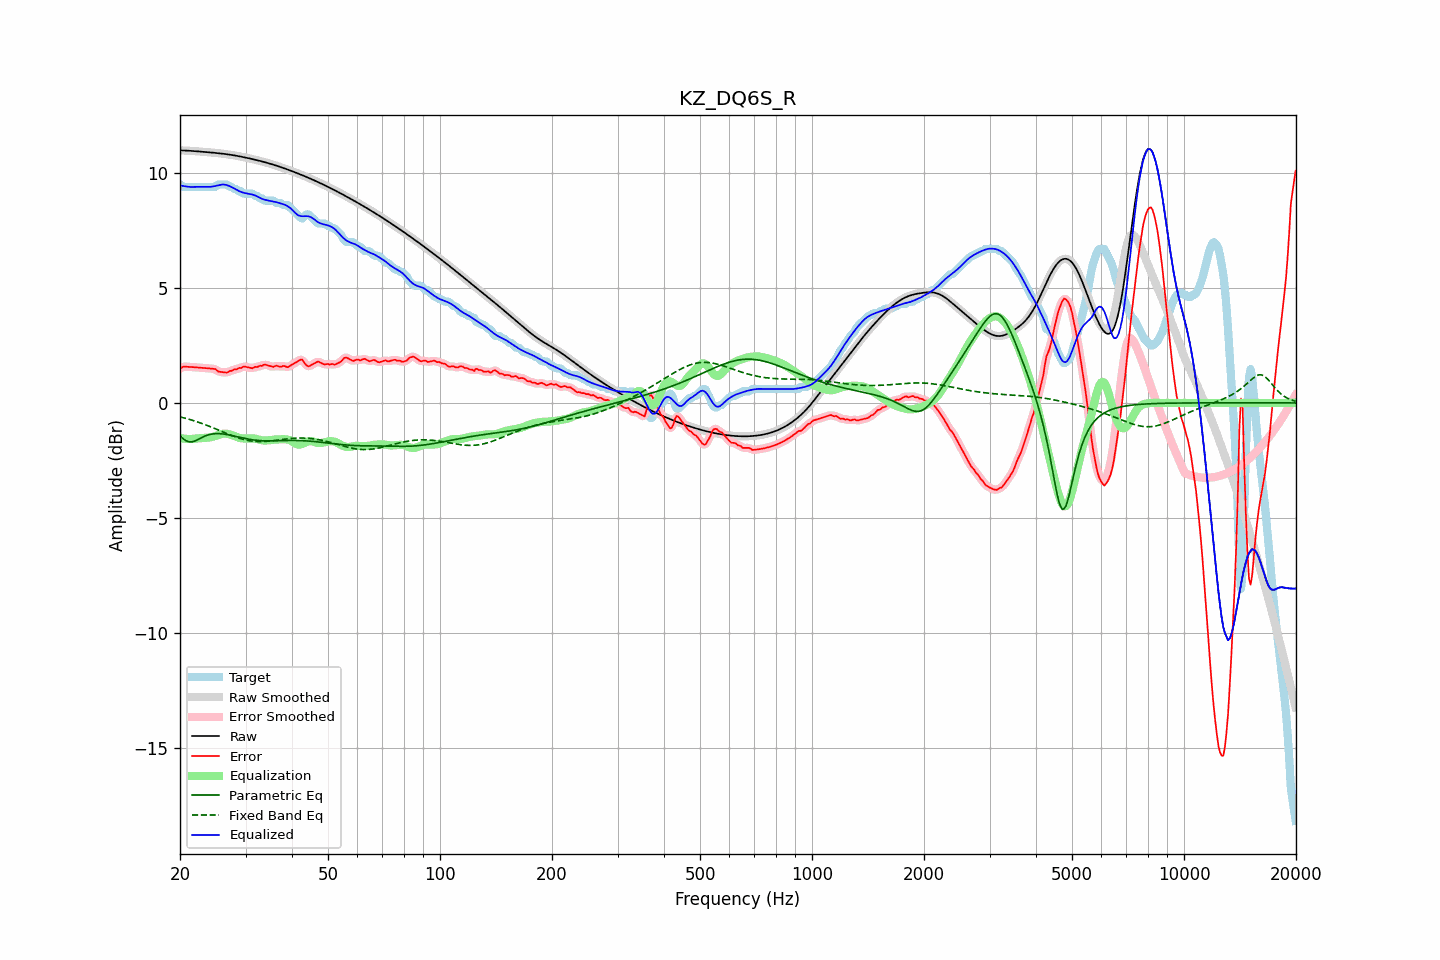 KZ_DQ6S_R
Amplitude (dBr)
10
5
0
−5
−10
−15
Target
Raw Smoothed
Error Smoothed
Raw
Error
Equalization
Parametric Eq
Fixed Band Eq
Equalized
20
50
100
200
500
1000
2000
5000
10000
20000
Frequency (Hz)